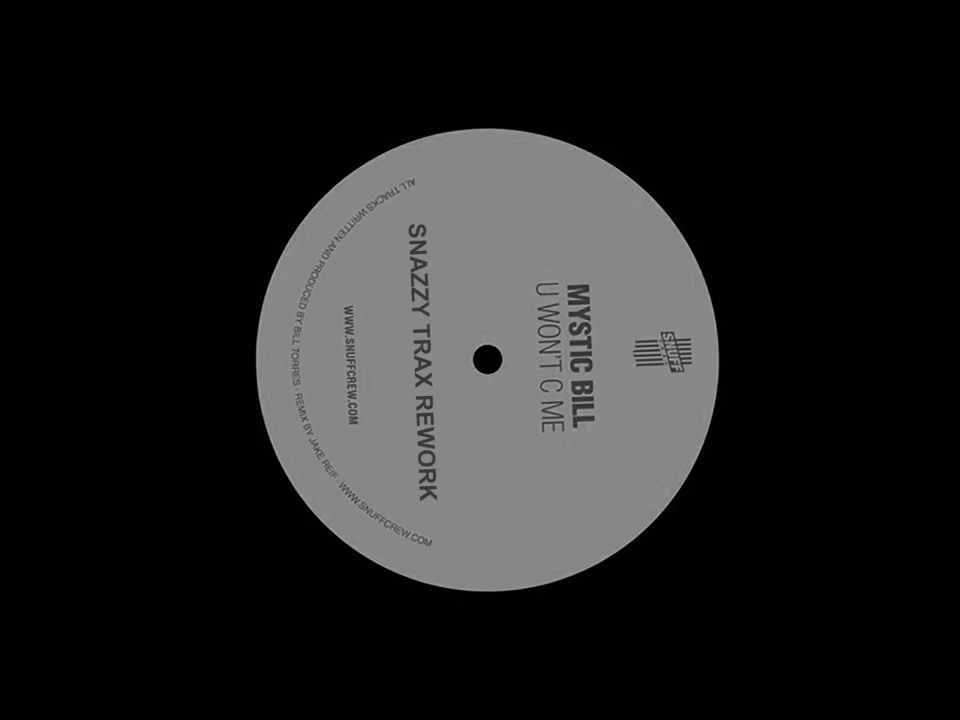 SNUFF
MYSTIC BILL
U WON'T C ME
SNAZZY TRAX REWORK
WWW.SNUFFCREW.COM
ALL TRACKS WRITTEN AND PRODUCED BY BILL TORRES · REMIX BY JAKE REIF · WWW.SNUFFCREW.COM